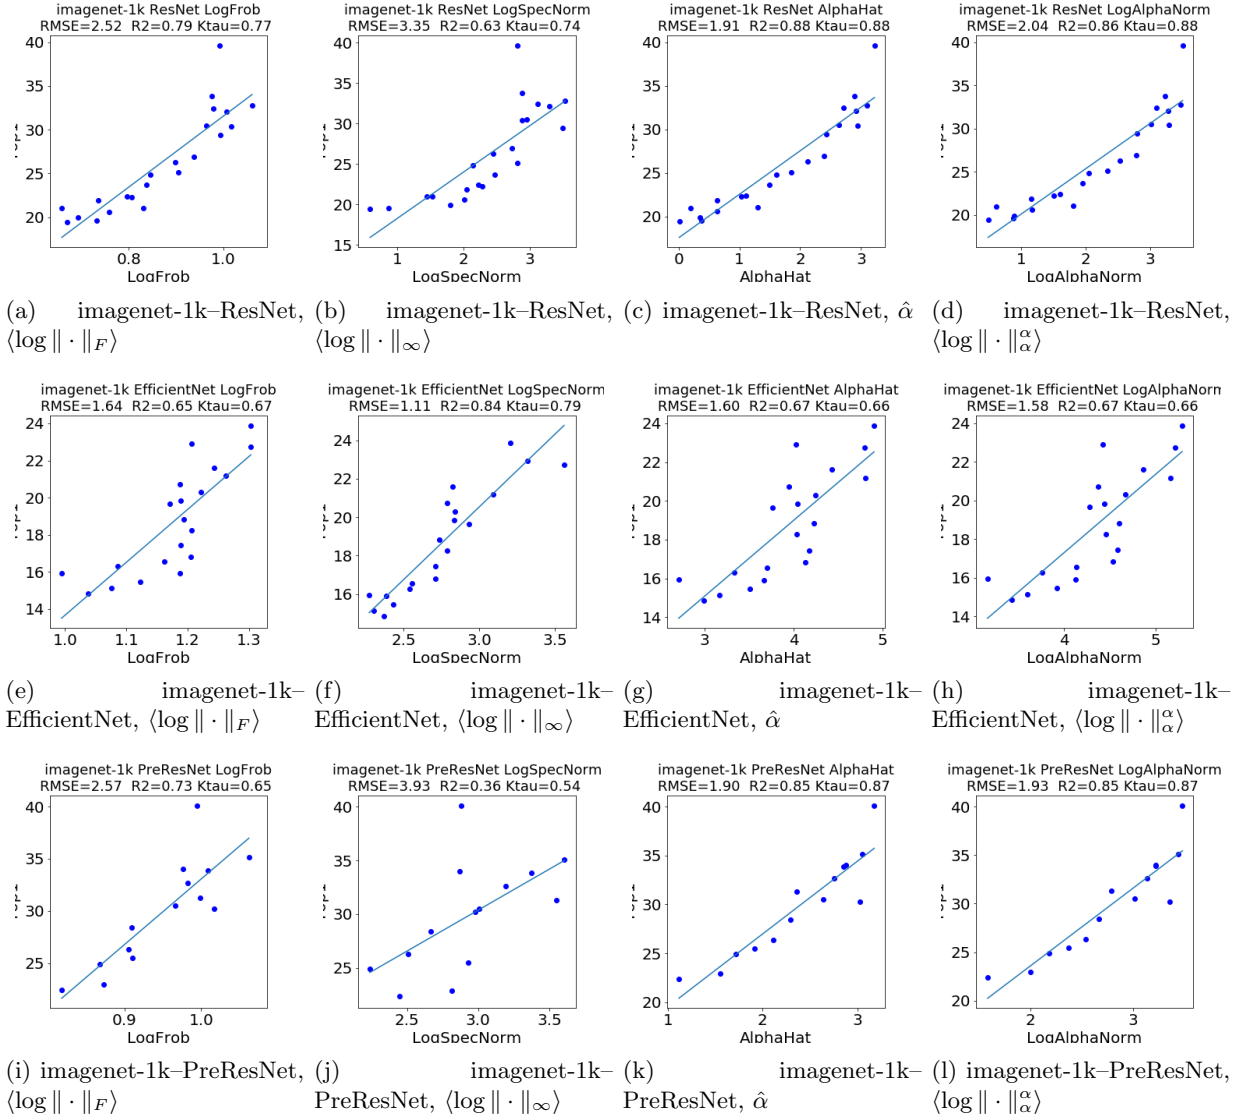 imagenet-1k ResNet LogFrob
RMSE=2.52 R2=0.79 Ktau=0.77
40
35
30
25
20
0.8 1.0
LogFrob
(a) imagenet-1k–ResNet,
⟨log ∥ · ∥F⟩
imagenet-1k ResNet LogSpecNorm
RMSE=3.35 R2=0.63 Ktau=0.74
40
35
30
25
20
15
1 2 3
LogSpecNorm
(b) imagenet-1k–ResNet,
⟨log ∥ · ∥∞⟩
imagenet-1k ResNet AlphaHat
RMSE=1.91 R2=0.88 Ktau=0.88
40
35
30
25
20
0 1 2 3
AlphaHat
(c) imagenet-1k–ResNet, α̂
imagenet-1k ResNet LogAlphaNorm
RMSE=2.04 R2=0.86 Ktau=0.88
40
35
30
25
20
1 2 3
LogAlphaNorm
(d) imagenet-1k–ResNet,
⟨log ∥ · ∥αα⟩
imagenet-1k EfficientNet LogFrob
RMSE=1.64 R2=0.65 Ktau=0.67
24
22
20
18
16
14
1.0 1.1 1.2 1.3
LogFrob
(e) imagenet-1k–
EfficientNet, ⟨log ∥ · ∥F⟩
imagenet-1k EfficientNet LogSpecNorm
RMSE=1.11 R2=0.84 Ktau=0.79
24
22
20
18
16
2.5 3.0 3.5
LogSpecNorm
(f) imagenet-1k–
EfficientNet, ⟨log ∥ · ∥∞⟩
imagenet-1k EfficientNet AlphaHat
RMSE=1.60 R2=0.67 Ktau=0.66
24
22
20
18
16
14
3 4 5
AlphaHat
(g) imagenet-1k–
EfficientNet, α̂
imagenet-1k EfficientNet LogAlphaNorm
RMSE=1.58 R2=0.67 Ktau=0.66
24
22
20
18
16
14
4 5
LogAlphaNorm
(h) imagenet-1k–
EfficientNet, ⟨log ∥ · ∥αα⟩
imagenet-1k PreResNet LogFrob
RMSE=2.57 R2=0.73 Ktau=0.65
40
35
30
25
0.9 1.0
LogFrob
(i) imagenet-1k–PreResNet,
⟨log ∥ · ∥F⟩
imagenet-1k PreResNet LogSpecNorm
RMSE=3.93 R2=0.36 Ktau=0.54
40
35
30
25
2.5 3.0 3.5
LogSpecNorm
(j) imagenet-1k–
PreResNet, ⟨log ∥ · ∥∞⟩
imagenet-1k PreResNet AlphaHat
RMSE=1.90 R2=0.85 Ktau=0.87
40
35
30
25
20
1 2 3
AlphaHat
(k) imagenet-1k–
PreResNet, α̂
imagenet-1k PreResNet LogAlphaNorm
RMSE=1.93 R2=0.85 Ktau=0.87
40
35
30
25
20
2 3
LogAlphaNorm
(l) imagenet-1k–PreResNet,
⟨log ∥ · ∥αα⟩